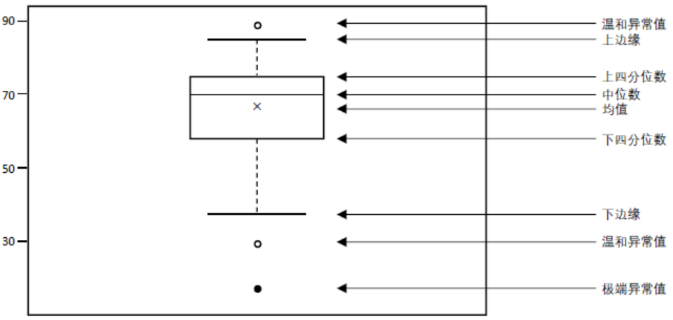 90
温和异常值
上边缘
上四分位数
70
中位数
均值
下四分位数
50
下边缘
30
温和异常值
极端异常值